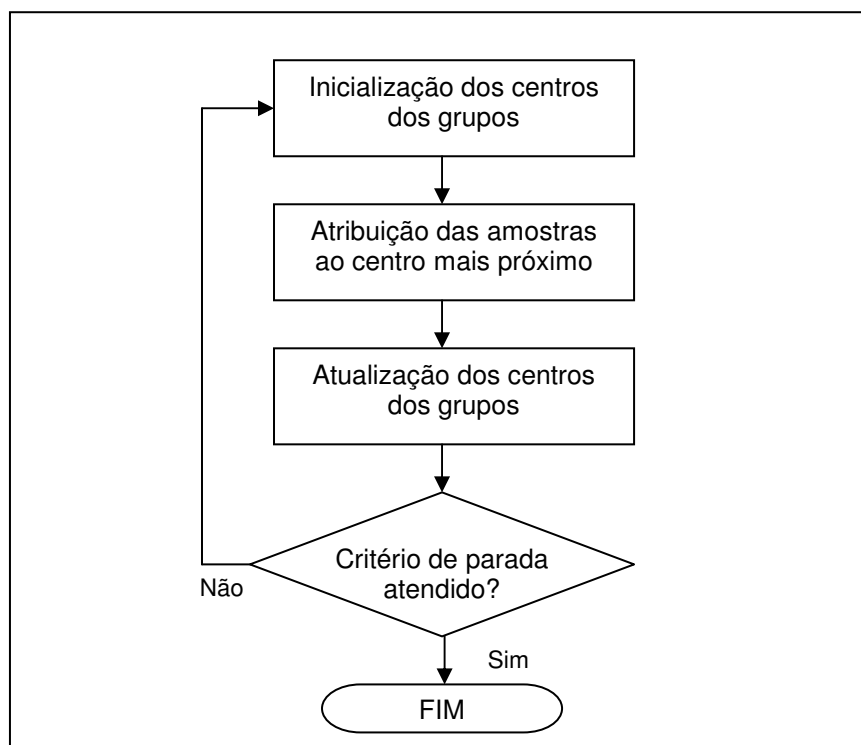 Inicialização dos centros
dos grupos
Atribuição das amostras
ao centro mais próximo
Atualização dos centros
dos grupos
Critério de parada
atendido?
Não
Sim
FIM